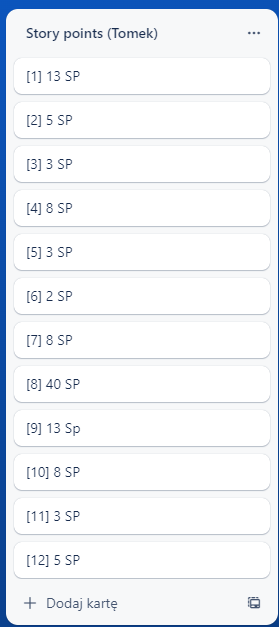 Story points (Tomek)
[1] 13 SP
[2] 5 SP
[3] 3 SP
[4] 8 SP
[5] 3 SP
[6] 2 SP
[7] 8 SP
[8] 40 SP
[9] 13 Sp
[10] 8 SP
[11] 3 SP
[12] 5 SP
Dodaj kartę